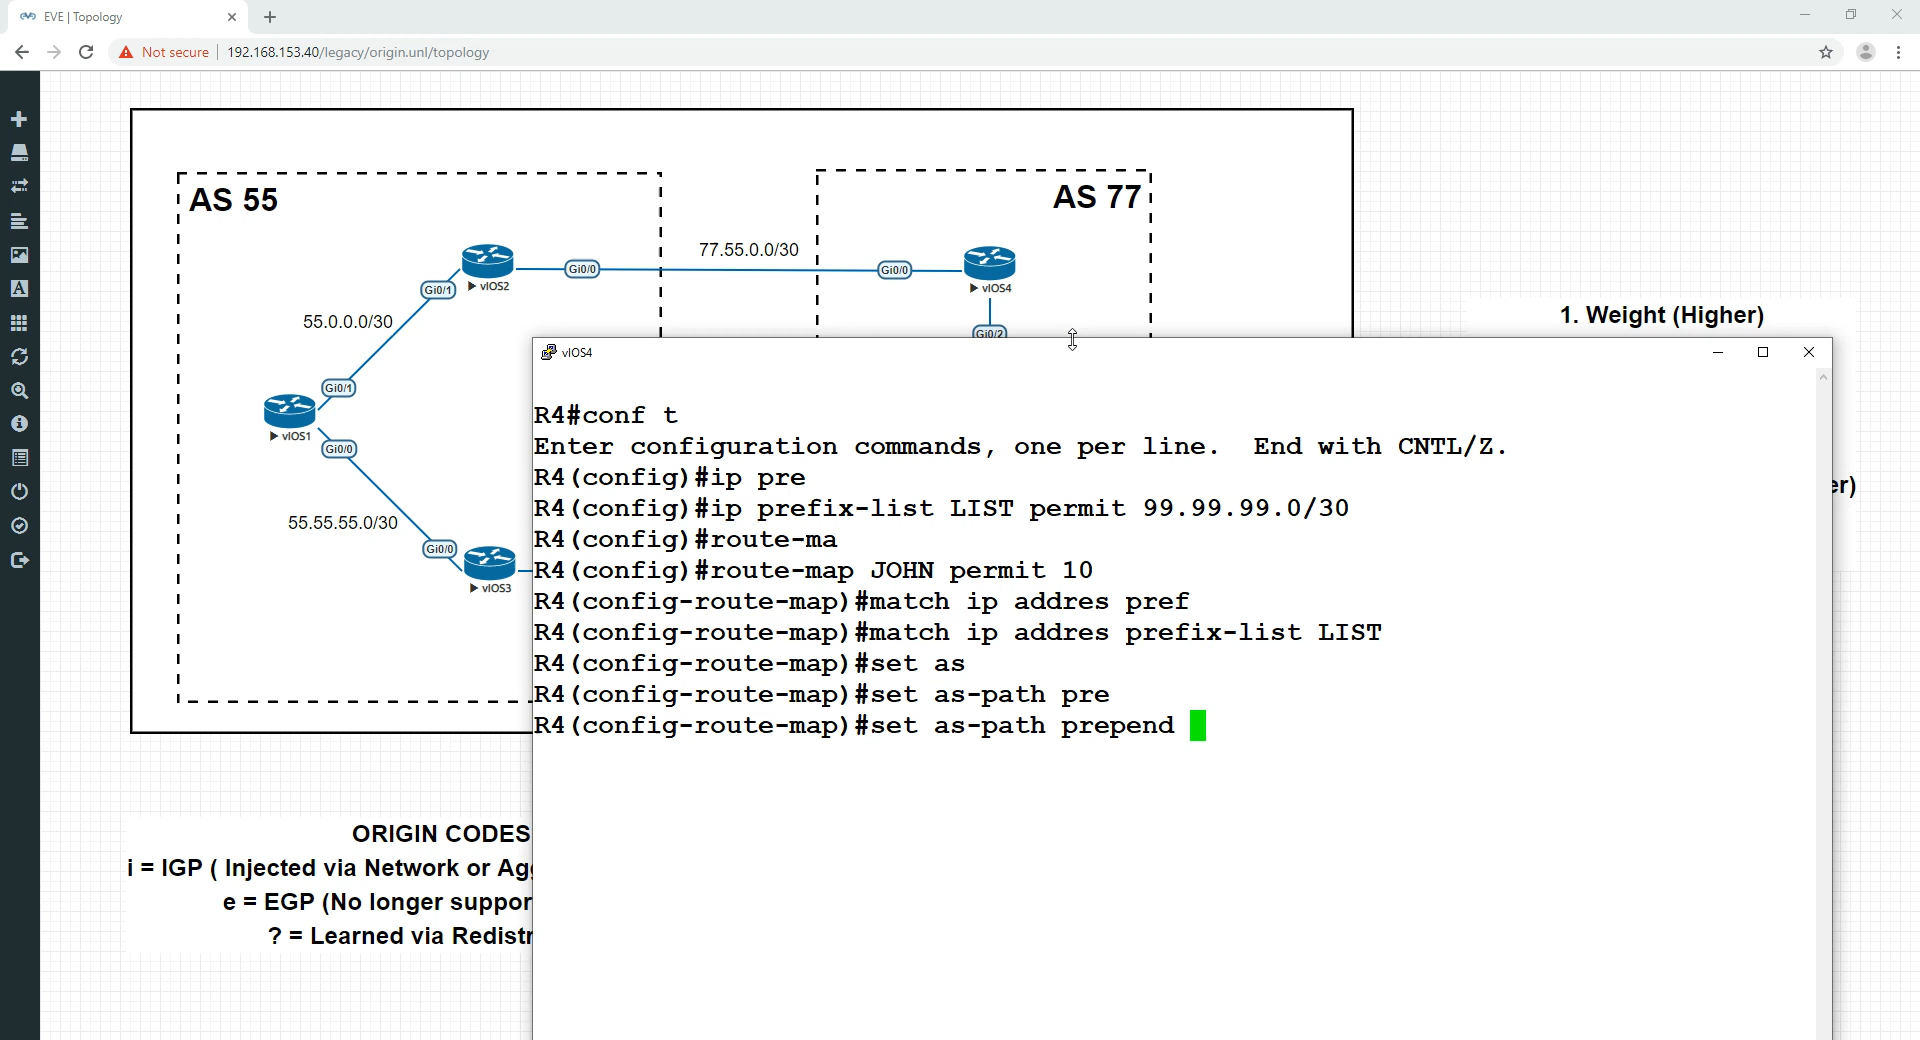 EVE | Topology
Not secure
192.168.153.40/legacy/origin.unl/topology
AS 55
AS 77
77.55.0.0/30
Gi0/0
Gi0/0
vIOS2
vIOS4
Gi0/1
Gi0/2
55.0.0.0/30
1. Weight (Higher)
vIOS4
Gi0/1
vIOS1
Gi0/0
55.55.55.0/30
Gi0/0
vIOS3
R4#conf t
Enter configuration commands, one per line.  End with CNTL/Z.
R4(config)#ip pre
R4(config)#ip prefix-list LIST permit 99.99.99.0/30
R4(config)#route-ma
R4(config)#route-map JOHN permit 10
R4(config-route-map)#match ip addres pref
R4(config-route-map)#match ip addres prefix-list LIST
R4(config-route-map)#set as
R4(config-route-map)#set as-path pre
R4(config-route-map)#set as-path prepend
er)
ORIGIN CODES
i = IGP ( Injected via Network or Ag
e = EGP (No longer suppor
? = Learned via Redistr